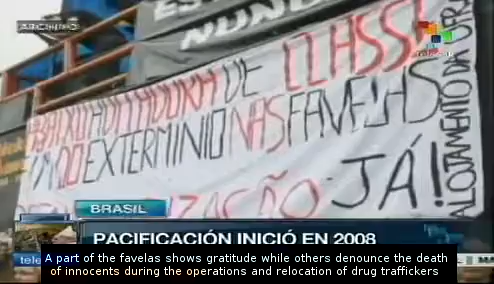 ARCHIVO
NUN
ABAIXO A DITADURA DE CLASSE
FIM DO EXTERMINIO NAS FAVELAS
JÁ!
ALOJAMENTO DA UFRJ
BRASIL
PACIFICACIÓN INICIÓ EN 2008
tele
A part of the favelas shows gratitude while others denounce the death
of innocents during the operations and relocation of drug traffickers